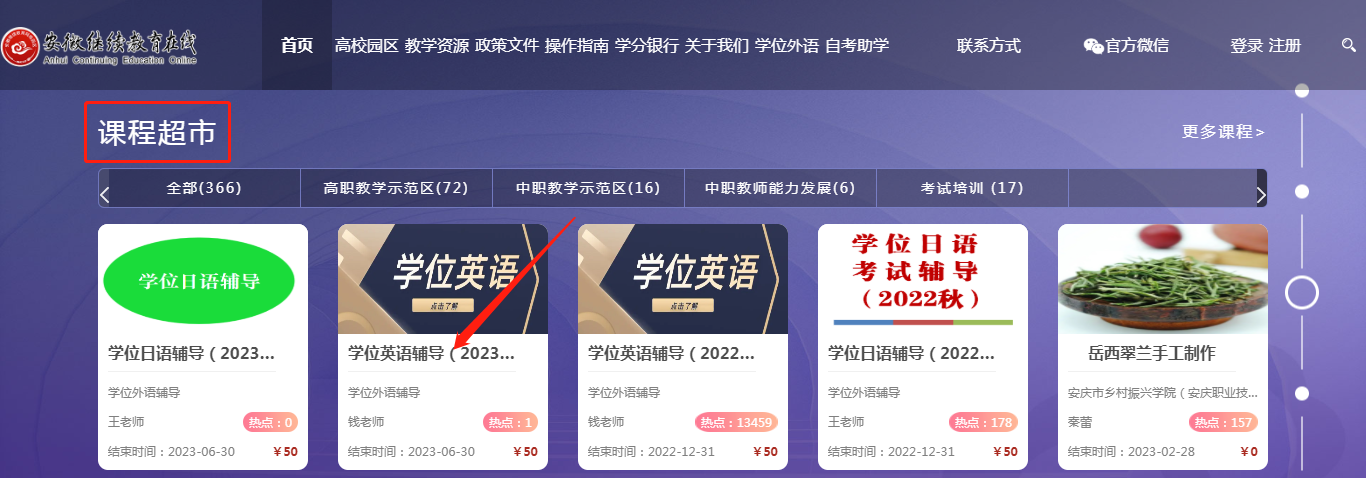 安徽继续教育在线
Anhui Continuing Education Online
首页 高校园区 教学资源 政策文件 操作指南 学分银行 关于我们 学位外语 自考助学 联系方式 官方微信 登录 注册
课程超市
更多课程>
全部(366) 高职教学示范区(72) 中职教学示范区(16) 中职教师能力发展(6) 考试培训 (17)
学位日语辅导
学位日语辅导（2023...
学位外语辅导
王老师 热点：0
结束时间：2023-06-30 ￥50
学位英语
点击了解
学位英语辅导（2023...
学位外语辅导
钱老师 热点：1
结束时间：2023-06-30 ￥50
学位英语
点击了解
学位英语辅导（2022...
学位外语辅导
钱老师 热点：13459
结束时间：2022-12-31 ￥50
学位日语
考试辅导
（2022秋）
学位日语辅导（2022...
学位外语辅导
王老师 热点：178
结束时间：2022-12-31 ￥50
岳西翠兰手工制作
安庆市乡村振兴学院（安庆职业技...
秦蕾 热点：157
结束时间：2023-02-28 ￥0